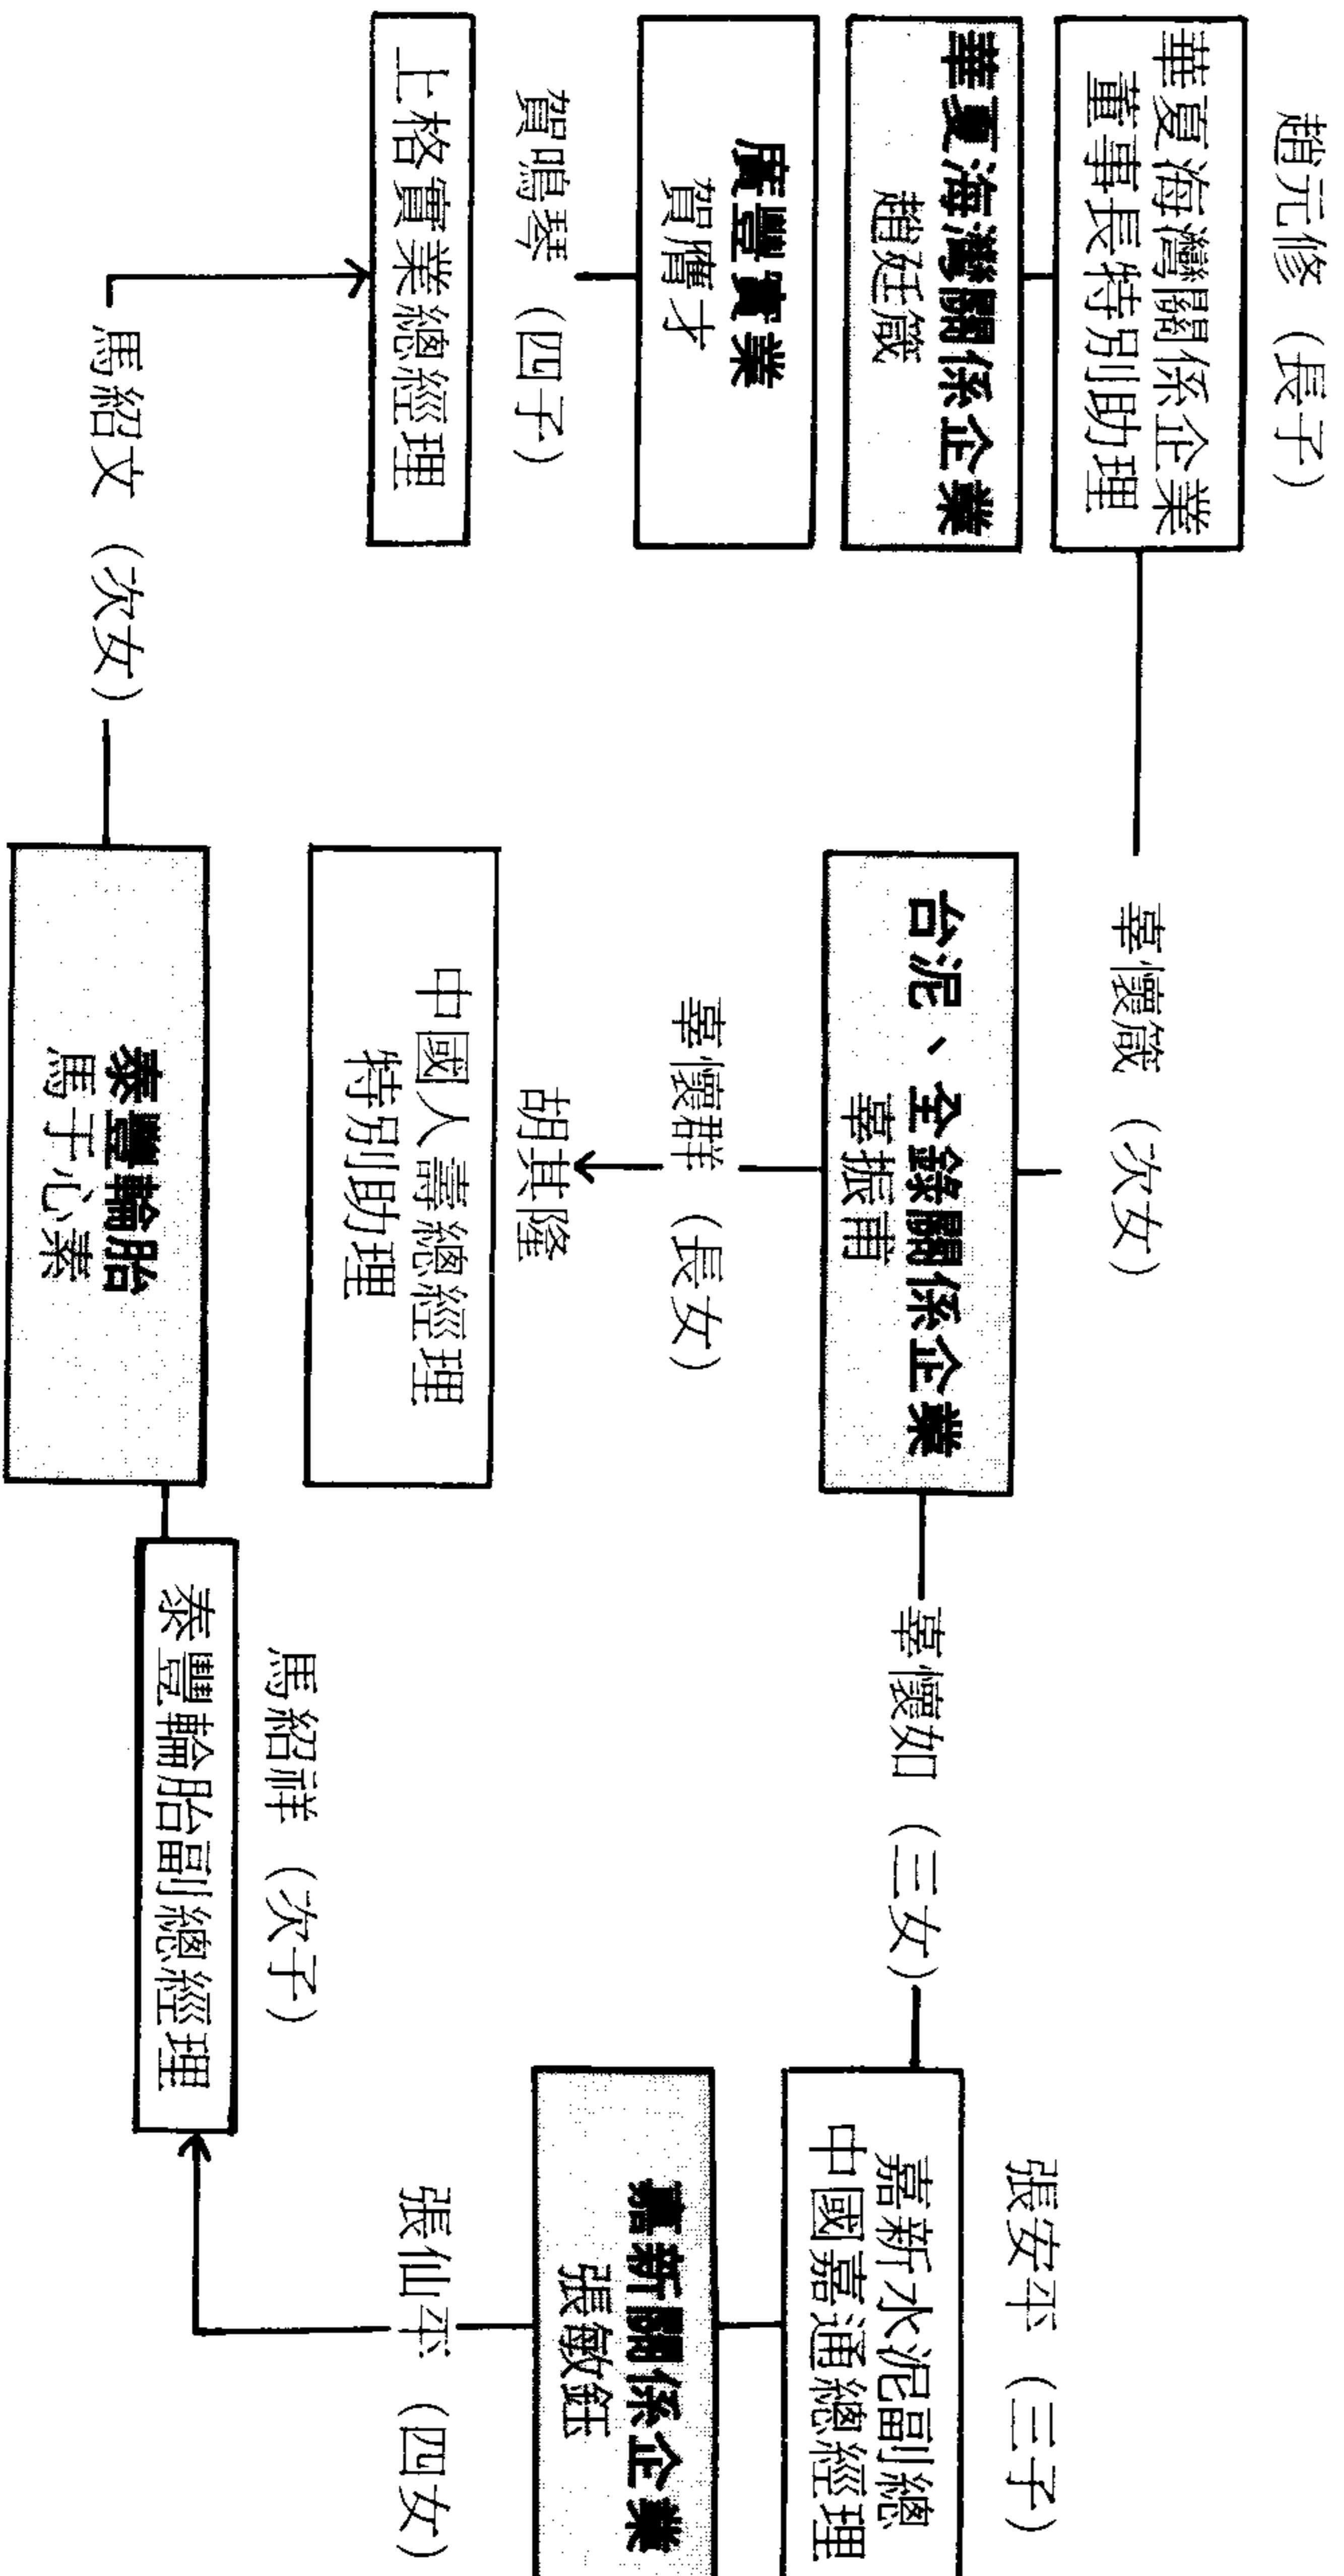 趙元修（長子）
華夏海灣關係企業
董事長特別助理
華夏海灣關係企業
趙廷箴
廣豐實業
賀膺才
賀鳴琴（四子）
上格實業總經理
馬紹文（次女）
辜懷箴（次女）
台泥、全錄關係企業
辜振甫
辜懷群（長女）
胡其隆
中國人壽總經理
特別助理
泰豐輪胎
馬于心素
辜懷如（三女）
馬紹祥（次子）
泰豐輪胎副總經理
張安平（三子）
嘉新水泥副總
中國嘉通總經理
嘉新關係企業
張敏鈺
張仙平（四女）